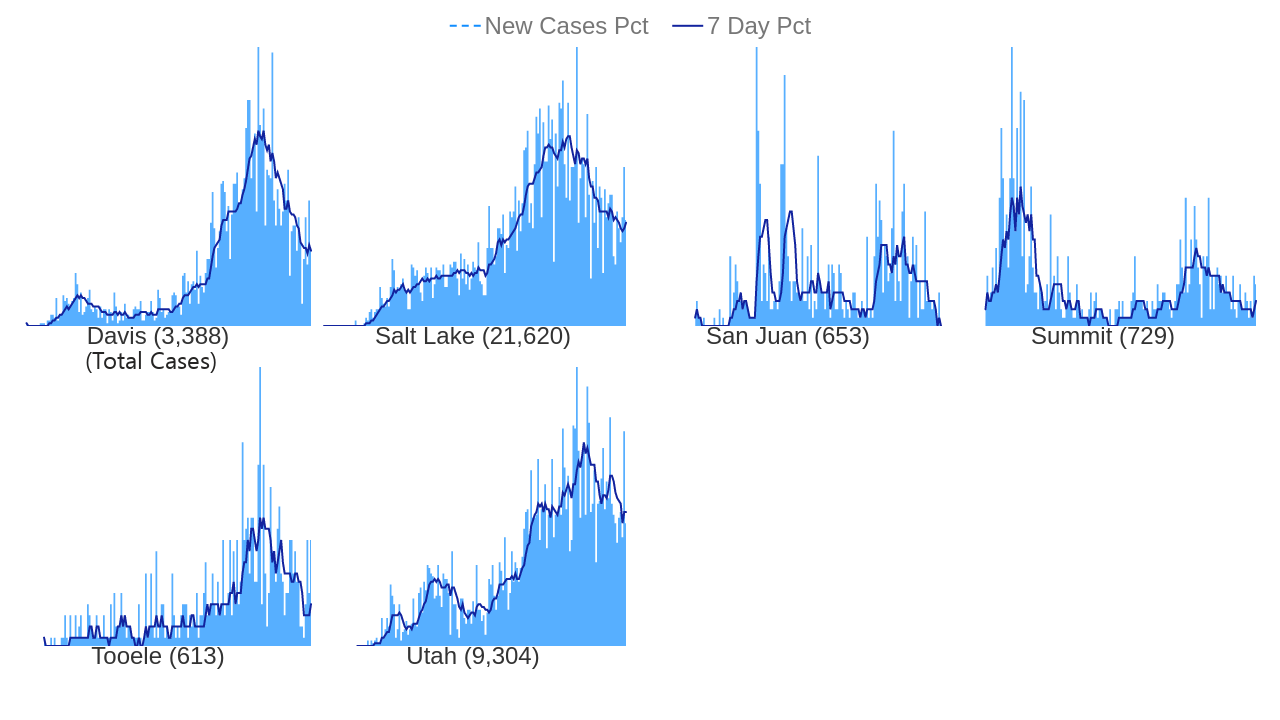 New Cases Pct 7 Day Pct
Davis (3,388) Salt Lake (21,620) San Juan (653) Summit (729)
(Total Cases)
Tooele (613) Utah (9,304)